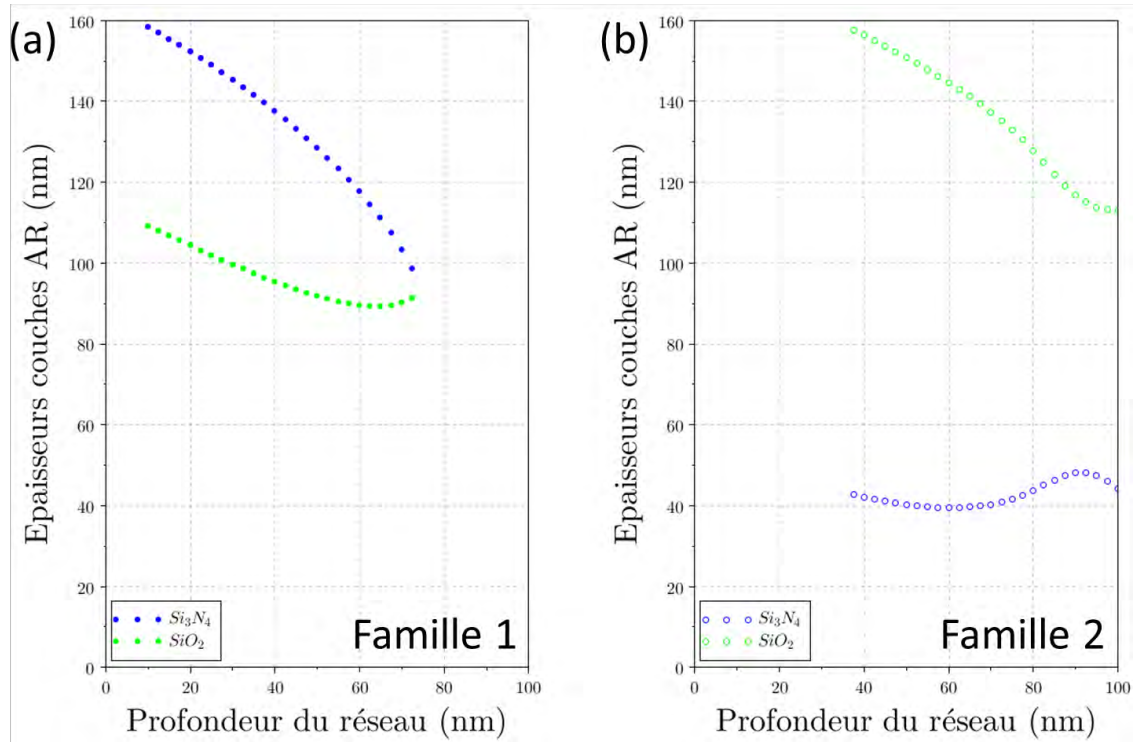 (a)
Epaisseurs couches AR (nm)
160
140
120
100
80
60
40
20
0
Si₃N₄
SiO₂
Famille 1
0 20 40 60 80 100
Profondeur du réseau (nm)
(b)
Epaisseurs couches AR (nm)
160
140
120
100
80
60
40
20
0
Si₃N₄
SiO₂
Famille 2
0 20 40 60 80 100
Profondeur du réseau (nm)